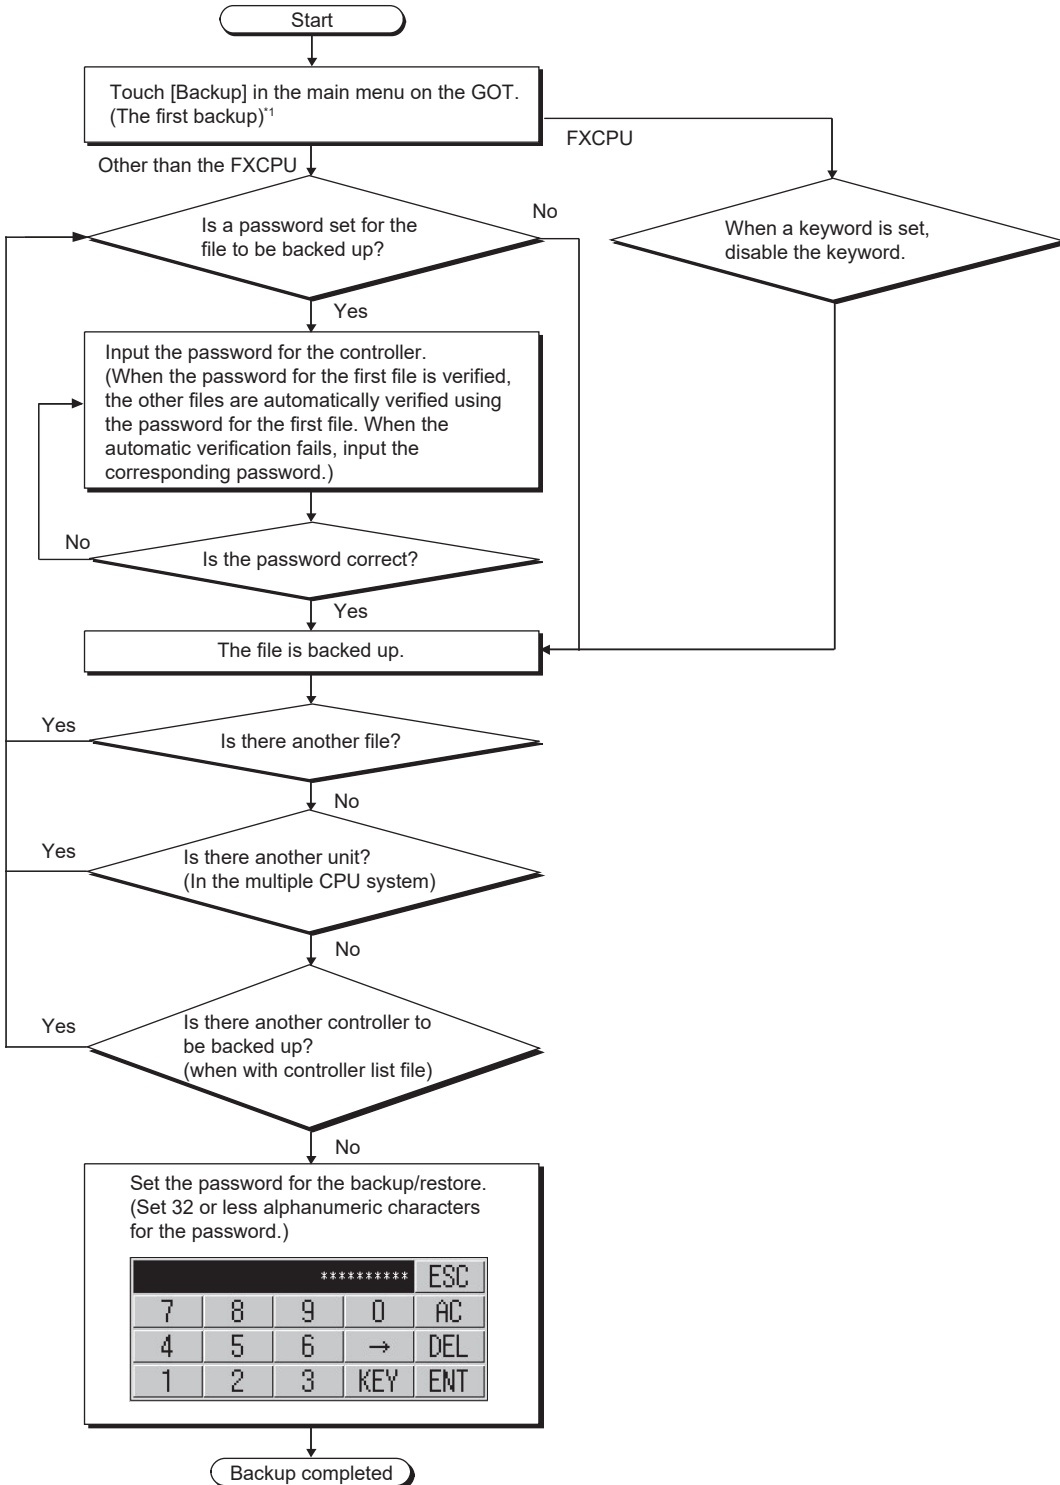 Start
Touch [Backup] in the main menu on the GOT.
(The first backup)*1
FXCPU
Other than the FXCPU
Is a password set for the
file to be backed up?
No
When a keyword is set,
disable the keyword.
Yes
Input the password for the controller.
(When the password for the first file is verified,
the other files are automatically verified using
the password for the first file. When the
automatic verification fails, input the
corresponding password.)
No
Is the password correct?
Yes
The file is backed up.
Yes
Is there another file?
No
Yes
Is there another unit?
(In the multiple CPU system)
No
Yes
Is there another controller to
be backed up?
(when with controller list file)
No
Set the password for the backup/restore.
(Set 32 or less alphanumeric characters
for the password.)
********** ESC
7 8 9 0 AC
4 5 6 → DEL
1 2 3 KEY ENT
Backup completed